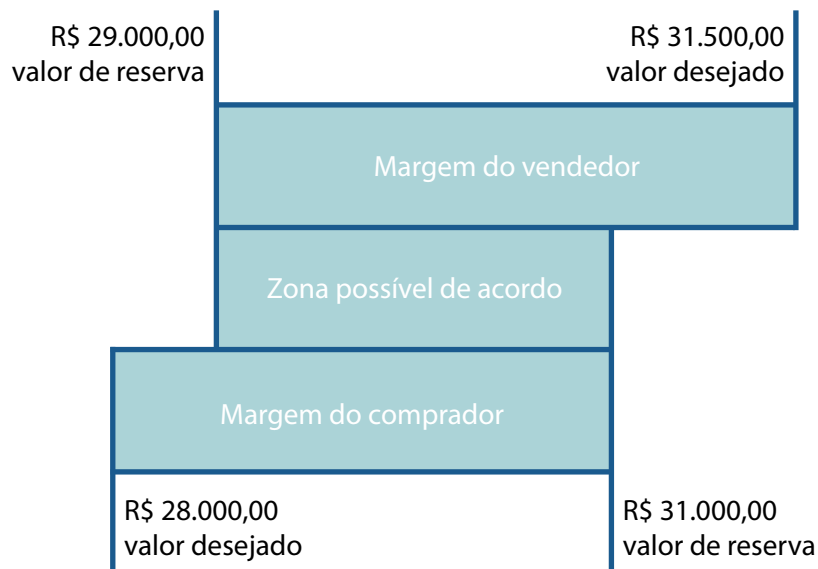 R$ 29.000,00
valor de reserva
R$ 31.500,00
valor desejado
Margem do vendedor
Zona possível de acordo
Margem do comprador
R$ 28.000,00
valor desejado
R$ 31.000,00
valor de reserva